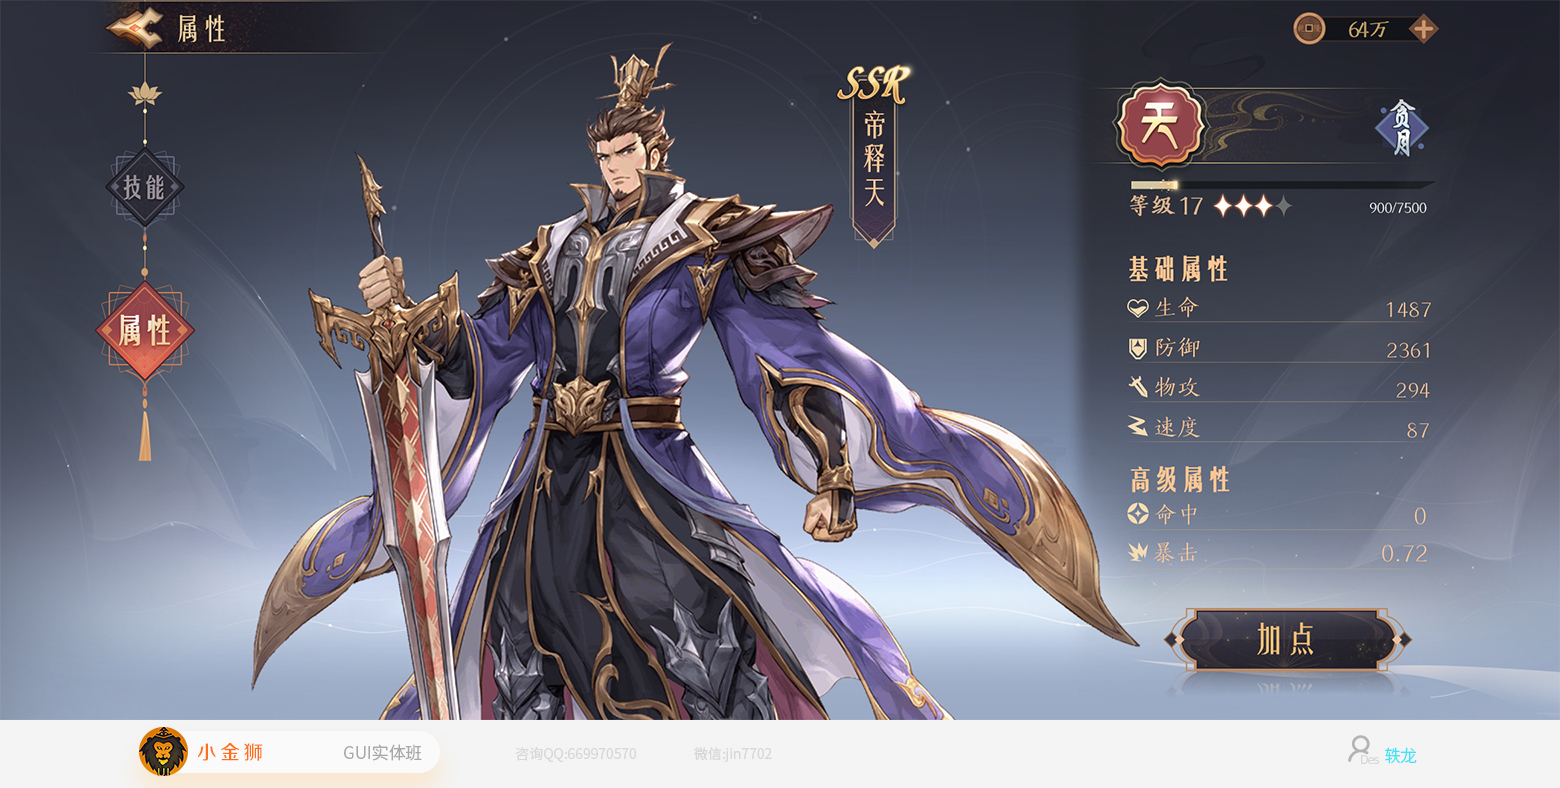 属性
64万
技能
属性
SSR
帝释天
天
贪月
等级 17
900/7500
基础属性
生命 1487
防御 2361
物攻 294
速度 87
高级属性
命中 0
暴击 0.72
加点
小金狮 GUI实体班 咨询QQ:669970570 微信:jin7702 Des 轶龙